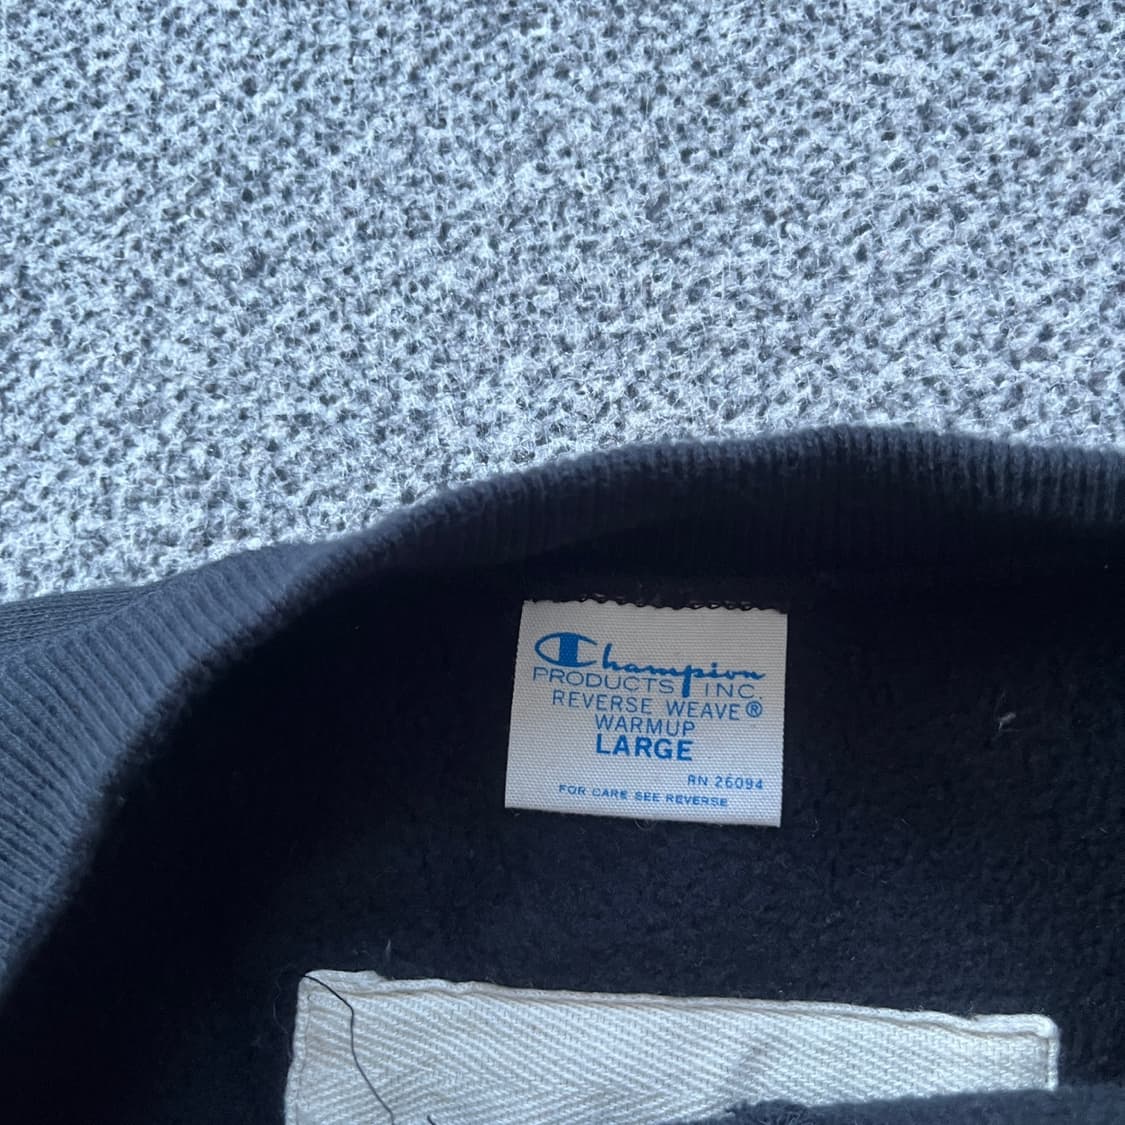 Champion
PRODUCTS INC.
REVERSE WEAVE®
WARMUP
LARGE
RN 26094
FOR CARE SEE REVERSE